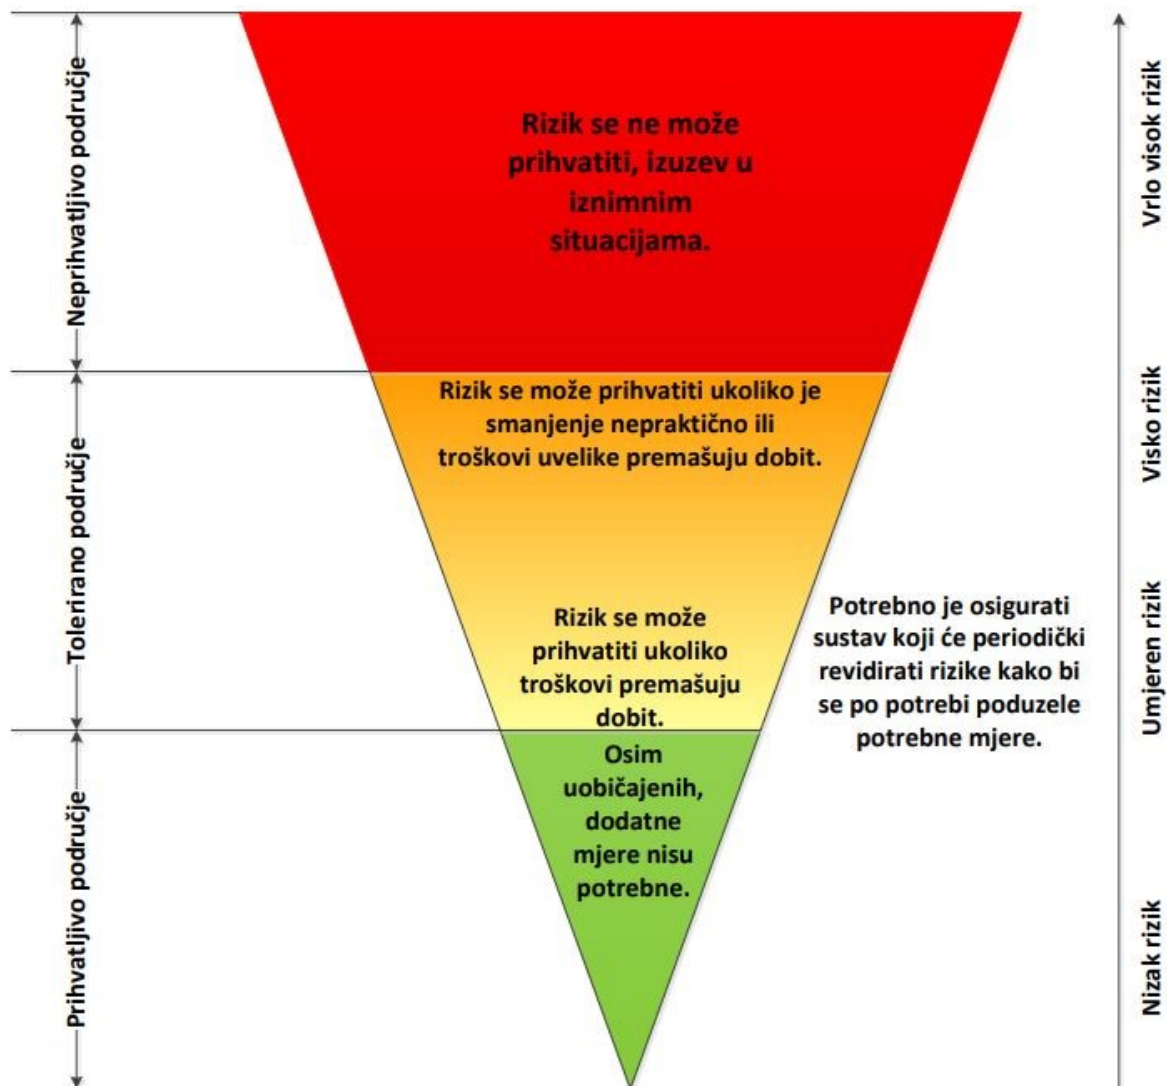 Neprihvatljivo područje
Rizik se ne može
prihvatiti, izuzev u
iznimnim
situacijama.
Vrlo visok rizik
Tolerirano područje
Rizik se može prihvatiti ukoliko je
smanjenje nepraktično ili
troškovi uvelike premašuju dobit.
Visko rizik
Rizik se može
prihvatiti ukoliko
troškovi premašuju
dobit.
Potrebno je osigurati
sustav koji će periodički
revidirati rizike kako bi
se po potrebi poduzele
potrebne mjere.
Umjeren rizik
Prihvatljivo područje
Osim
uobičajenih,
dodatne
mjere nisu
potrebne.
Nizak rizik